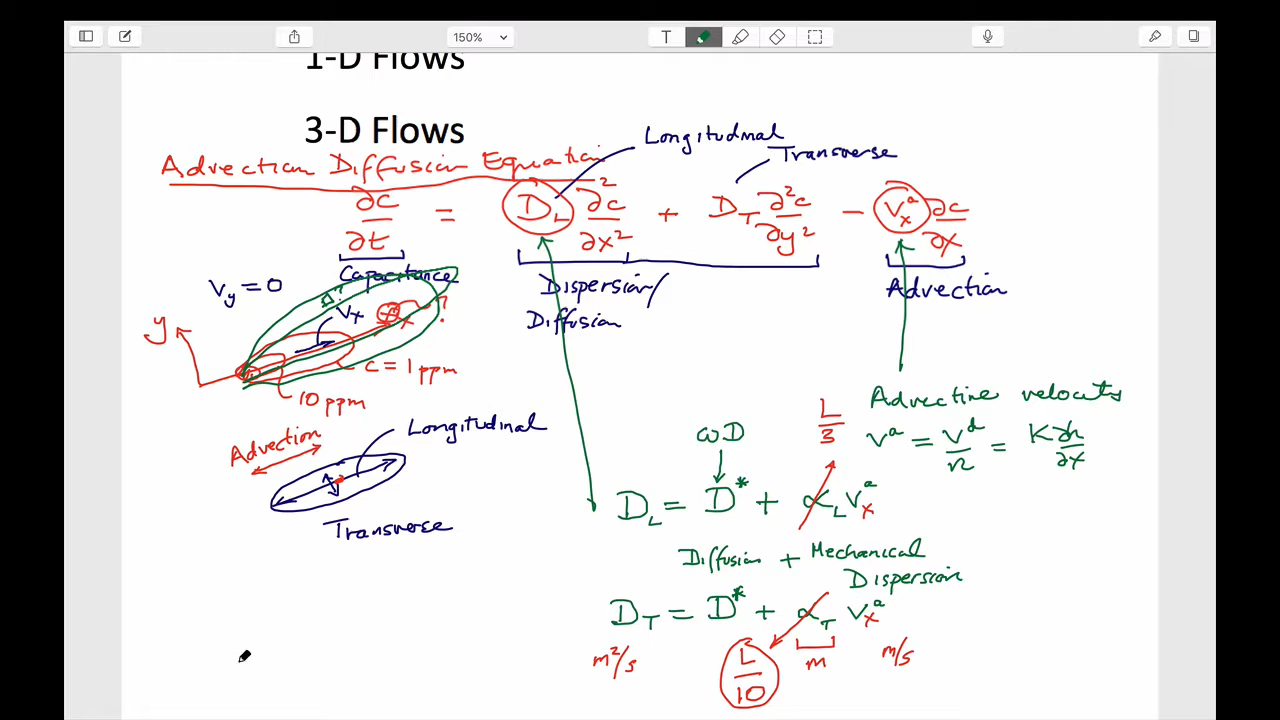 150%
T
1-D Flows
3-D Flows
Longitudinal
Advection Diffusion Equation
Transverse
∂c/∂t = D_L ∂²c/∂x² + D_T ∂²c/∂y² − V_x^a ∂c/∂x
Capacitance
Dispersion/
Diffusion
Advection
V_y = 0
△?
V_x
x ?
y
c = 1 ppm
10 ppm
Advection
Longitudinal
Transverse
Advective velocity
V^a = V^d/n = K ∂h/∂x
L/3
ωD
D_L = D* + α_L V_x^a
Diffusion + Mechanical
Dispersion
D_T = D* + α_T V_x^a
m²/s
L/10
m
m/s